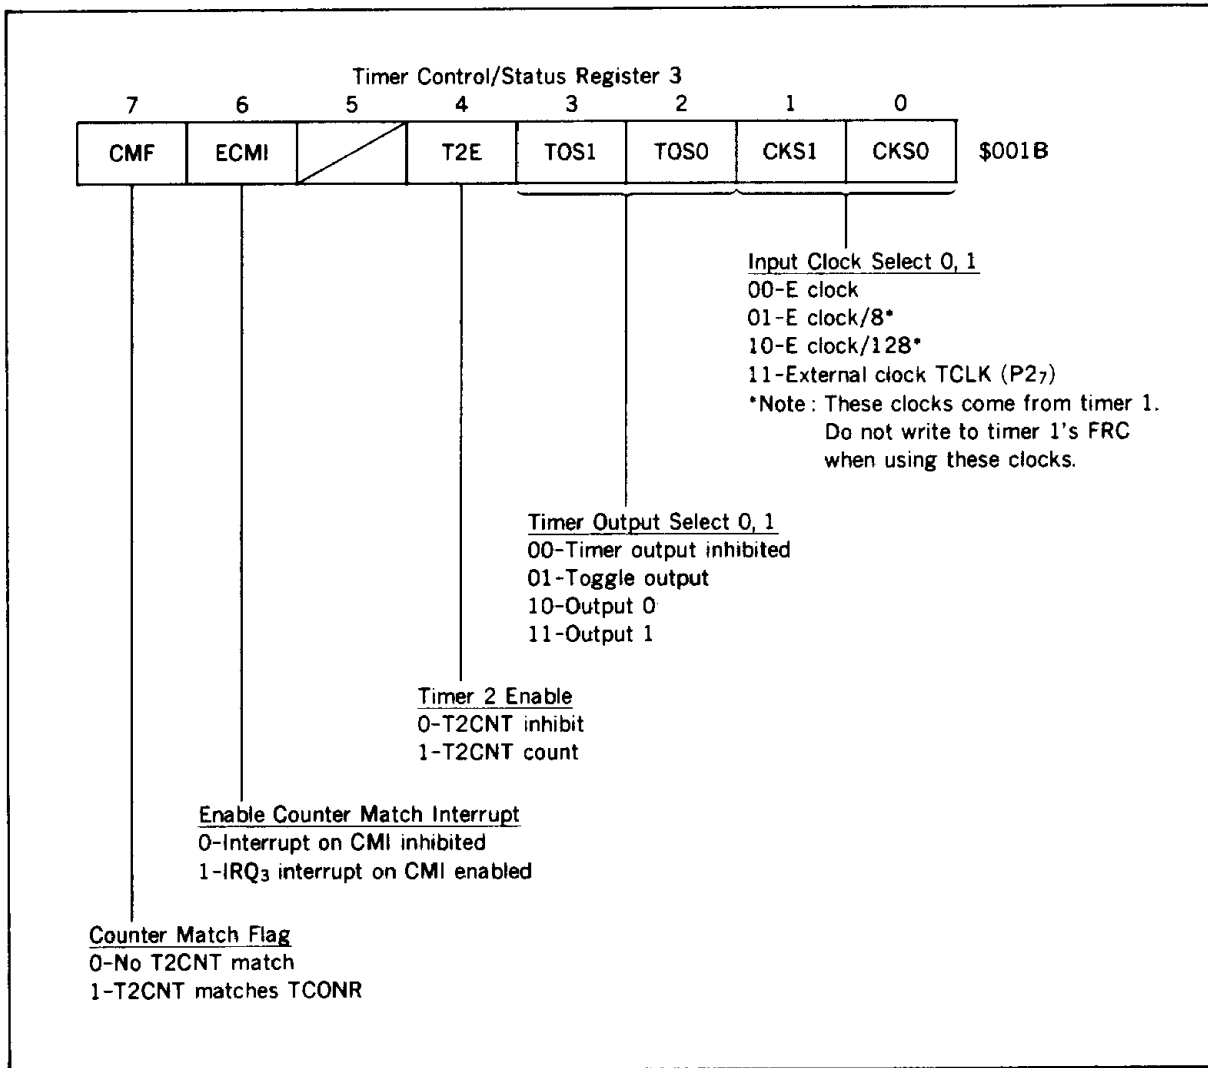 Timer Control/Status Register 3
7 6 5 4 3 2 1 0
CMF ECMI T2E TOS1 TOS0 CKS1 CKS0 $001B
Input Clock Select 0, 1
00-E clock
01-E clock/8*
10-E clock/128*
11-External clock TCLK (P2₇)
*Note : These clocks come from timer 1.
Do not write to timer 1's FRC
when using these clocks.
Timer Output Select 0, 1
00-Timer output inhibited
01-Toggle output
10-Output 0
11-Output 1
Timer 2 Enable
0-T2CNT inhibit
1-T2CNT count
Enable Counter Match Interrupt
0-Interrupt on CMI inhibited
1-IRQ₃ interrupt on CMI enabled
Counter Match Flag
0-No T2CNT match
1-T2CNT matches TCONR